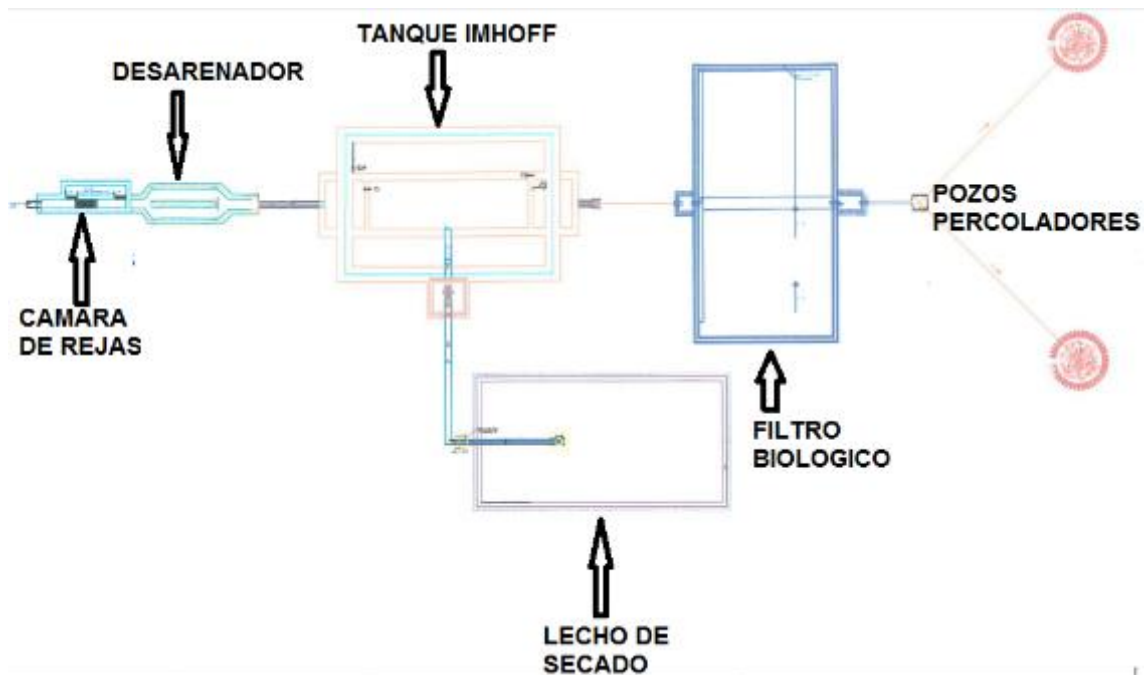 TANQUE IMHOFF
DESARENADOR
POZOS
PERCOLADORES
CAMARA
DE REJAS
FILTRO
BIOLOGICO
LECHO DE
SECADO